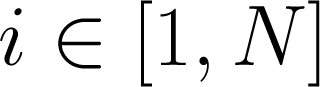 i ∈ [1, N]